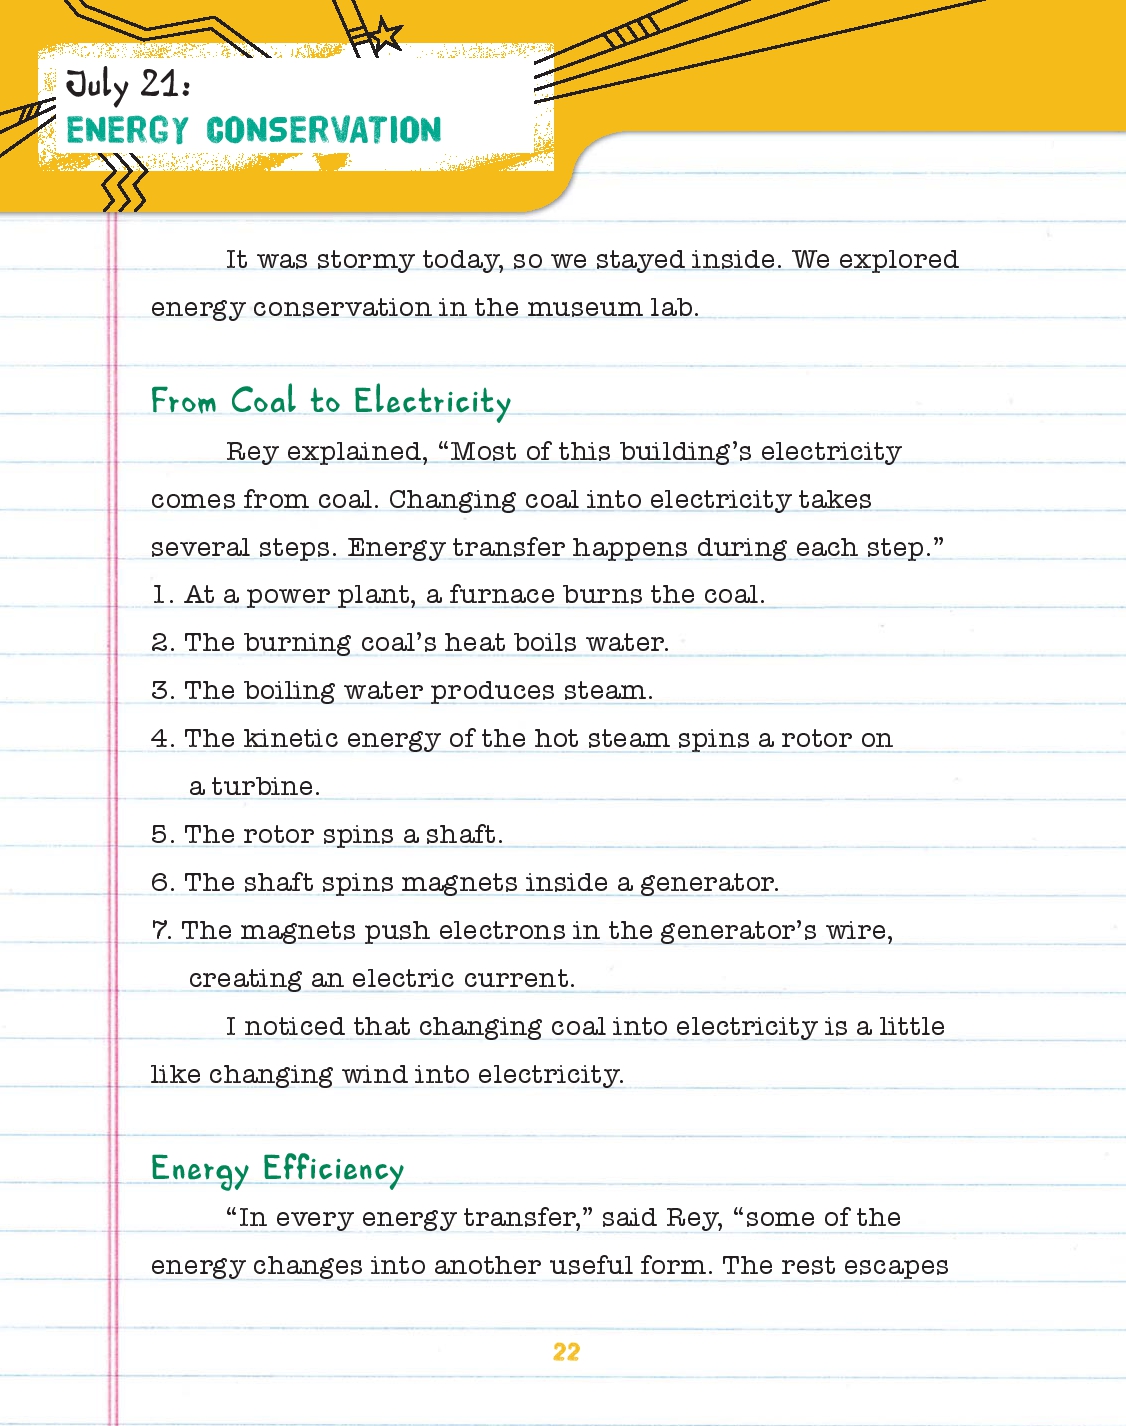 July 21:
ENERGY CONSERVATION
It was stormy today, so we stayed inside. We explored
energy conservation in the museum lab.
From Coal to Electricity
Rey explained, “Most of this building’s electricity
comes from coal. Changing coal into electricity takes
several steps. Energy transfer happens during each step.”
1. At a power plant, a furnace burns the coal.
2. The burning coal’s heat boils water.
3. The boiling water produces steam.
4. The kinetic energy of the hot steam spins a rotor on
a turbine.
5. The rotor spins a shaft.
6. The shaft spins magnets inside a generator.
7. The magnets push electrons in the generator’s wire,
creating an electric current.
I noticed that changing coal into electricity is a little
like changing wind into electricity.
Energy Efficiency
“In every energy transfer,” said Rey, “some of the
energy changes into another useful form. The rest escapes
22